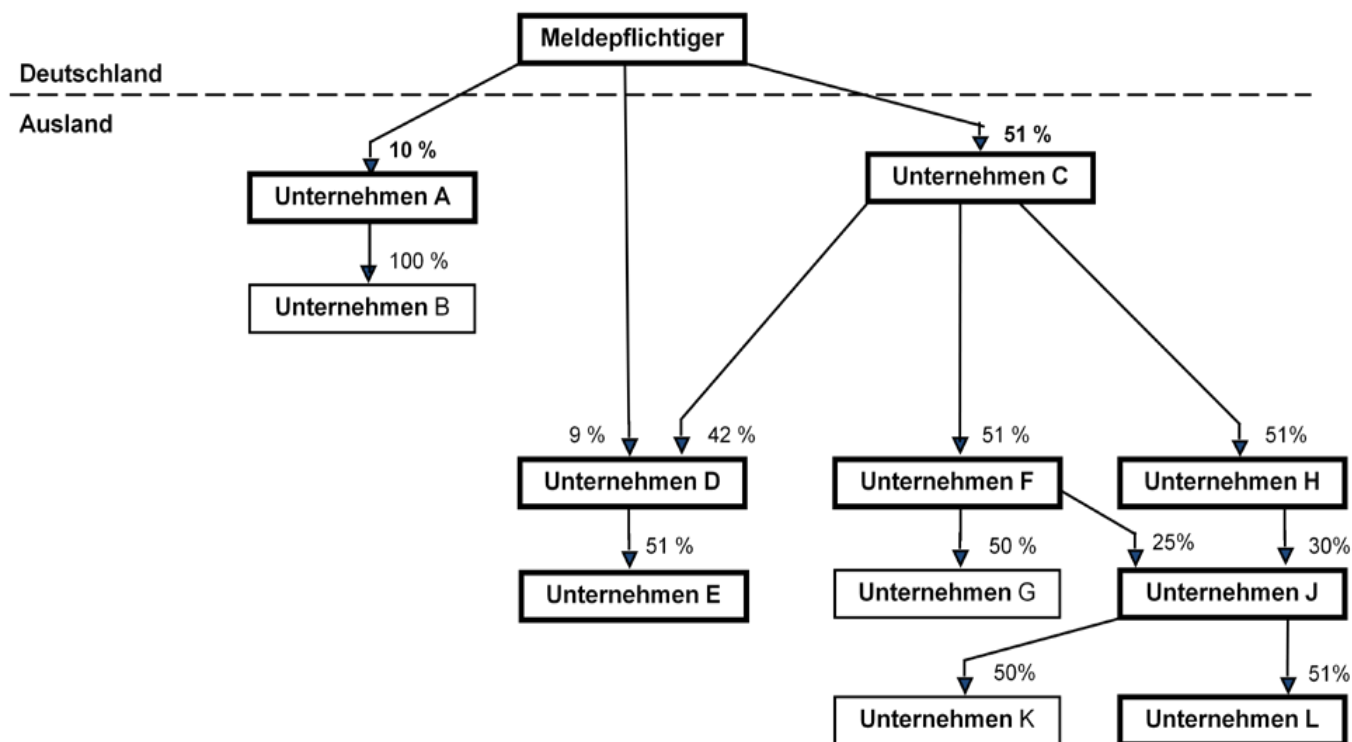 Meldepflichtiger
Deutschland
Ausland
10 %
51 %
Unternehmen A
Unternehmen C
100 %
Unternehmen B
9 %
42 %
51 %
51%
Unternehmen D
Unternehmen F
Unternehmen H
51 %
50 %
25%
30%
Unternehmen E
Unternehmen G
Unternehmen J
50%
51%
Unternehmen K
Unternehmen L